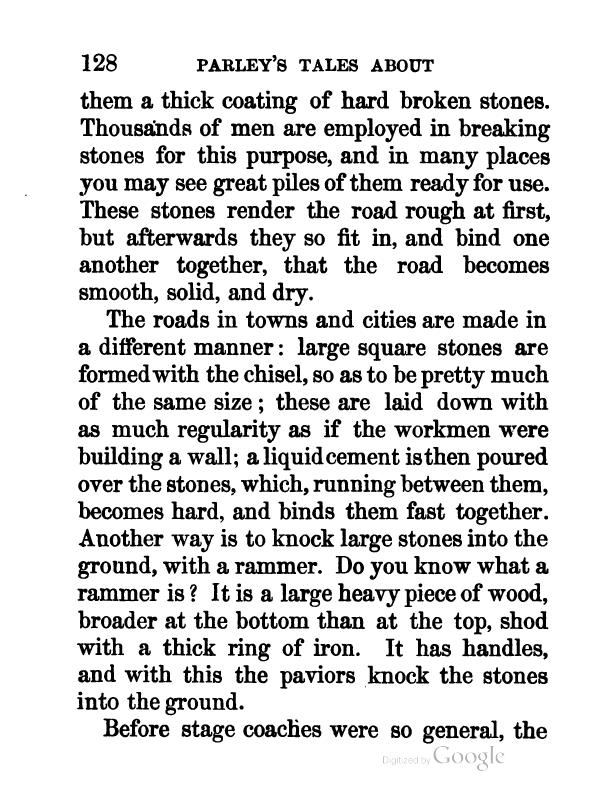 128 PARLEY'S TALES ABOUT
them a thick coating of hard broken stones.
Thousands of men are employed in breaking
stones for this purpose, and in many places
you may see great piles of them ready for use.
These stones render the road rough at first,
but afterwards they so fit in, and bind one
another together, that the road becomes
smooth, solid, and dry.
The roads in towns and cities are made in
a different manner: large square stones are
formed with the chisel, so as to be pretty much
of the same size; these are laid down with
as much regularity as if the workmen were
building a wall; a liquid cement is then poured
over the stones, which, running between them,
becomes hard, and binds them fast together.
Another way is to knock large stones into the
ground, with a rammer. Do you know what a
rammer is? It is a large heavy piece of wood,
broader at the bottom than at the top, shod
with a thick ring of iron. It has handles,
and with this the paviors knock the stones
into the ground.
Before stage coaches were so general, the
Digitized by Google